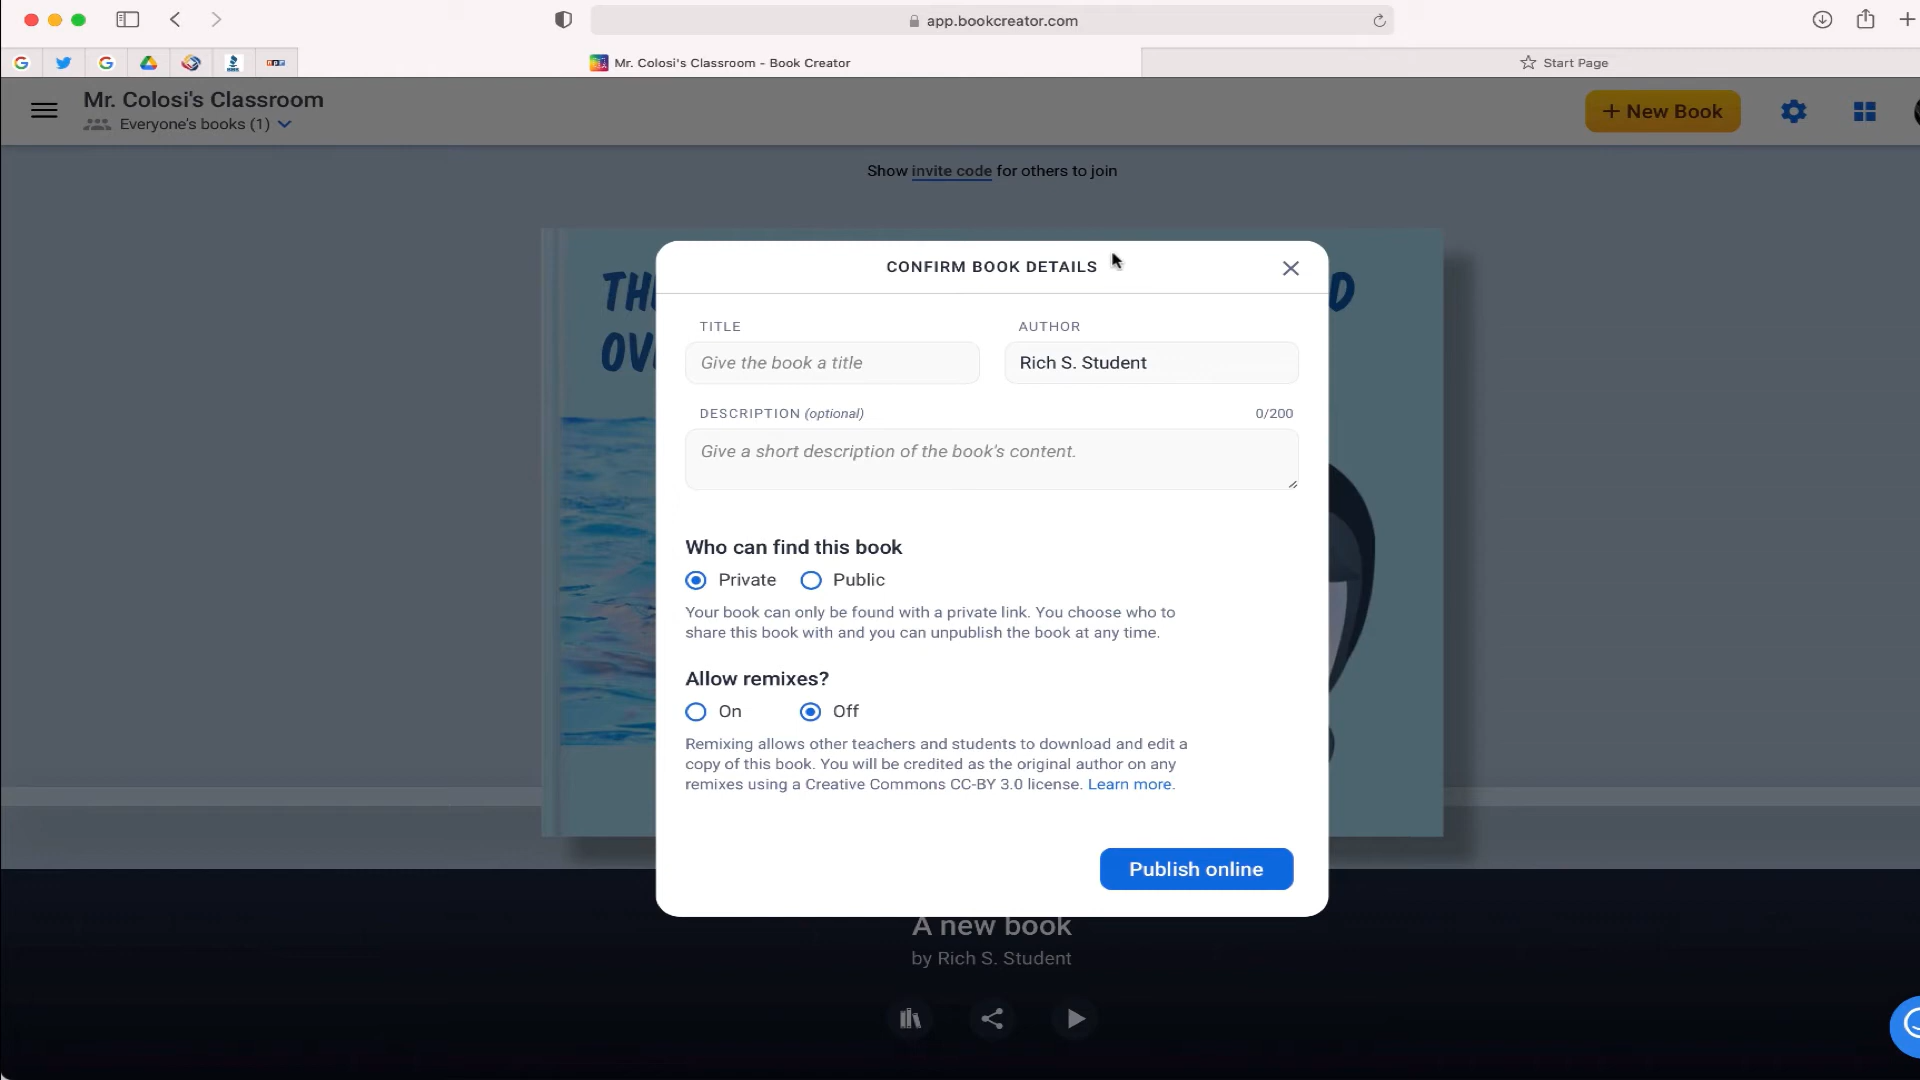 app.bookcreator.com
Mr. Colosi's Classroom - Book Creator
Start Page
Mr. Colosi's Classroom
Everyone's books (1)
+ New Book
Show invite code for others to join
CONFIRM BOOK DETAILS
TITLE
AUTHOR
Give the book a title
Rich S. Student
DESCRIPTION (optional)
0/200
Give a short description of the book's content.
Who can find this book
Private
Public
Your book can only be found with a private link. You choose who to
share this book with and you can unpublish the book at any time.
Allow remixes?
On
Off
Remixing allows other teachers and students to download and edit a
copy of this book. You will be credited as the original author on any
remixes using a Creative Commons CC-BY 3.0 license. Learn more.
Publish online
A new book
by Rich S. Student